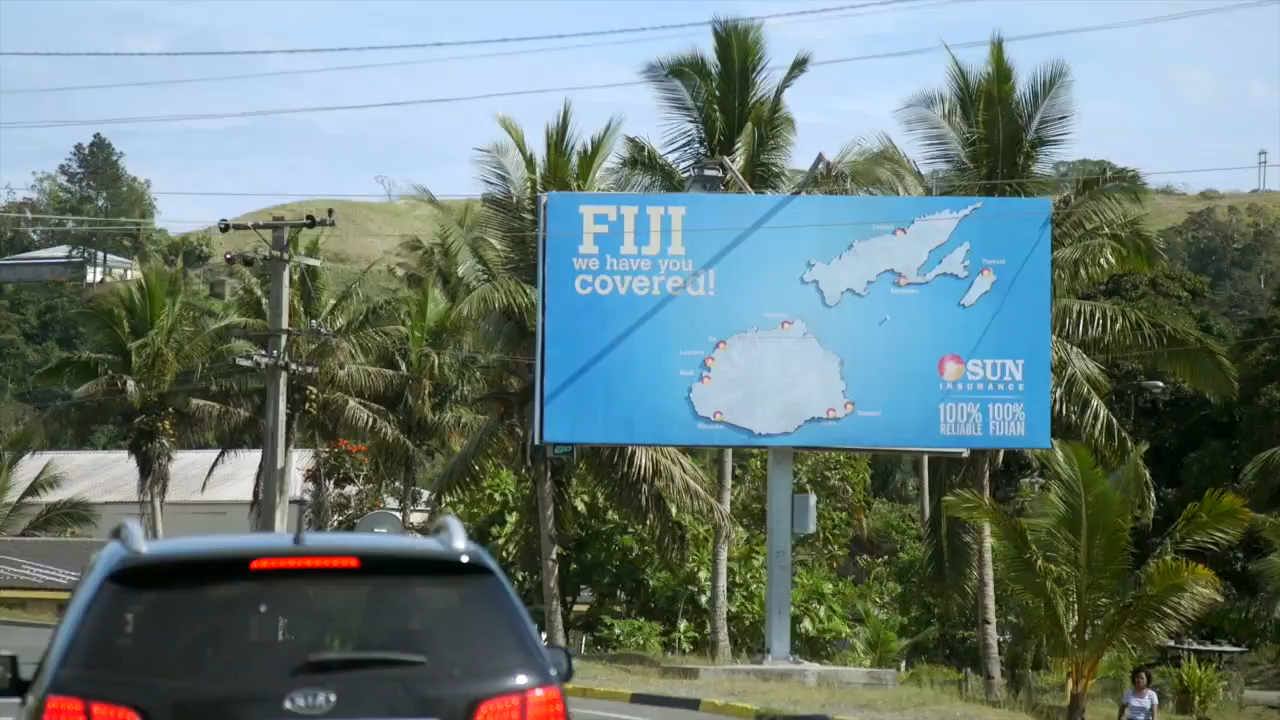 FIJI
we have you
covered!
SUN
INSURANCE
100% 100%
RELIABLE FIJIAN
KIA